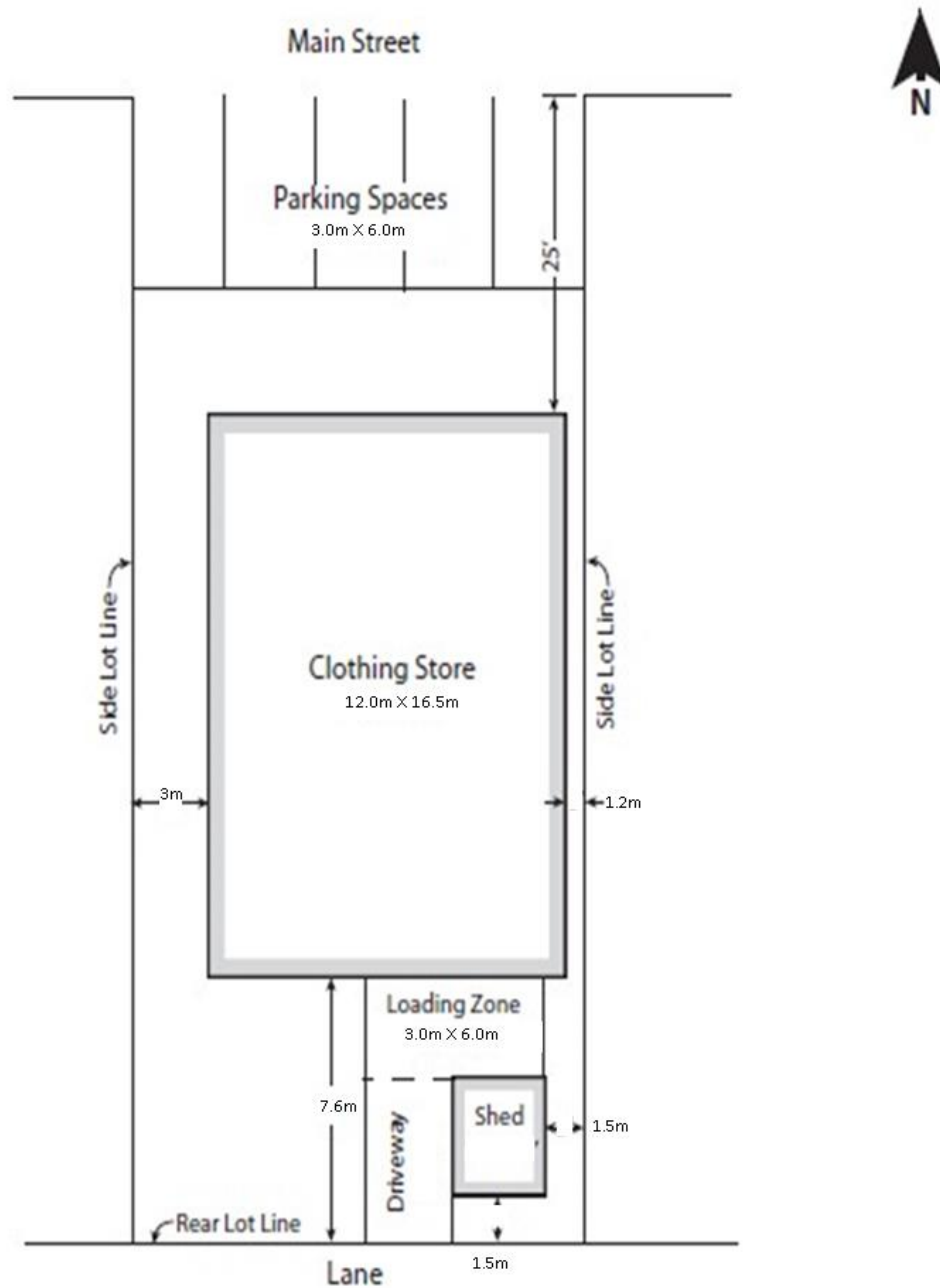 Main Street
N
Parking Spaces
3.0m X 6.0m
25'
Side Lot Line
Side Lot Line
Clothing Store
12.0m X 16.5m
3m
1.2m
Loading Zone
3.0m X 6.0m
7.6m
Driveway
Shed
1.5m
Rear Lot Line
1.5m
Lane